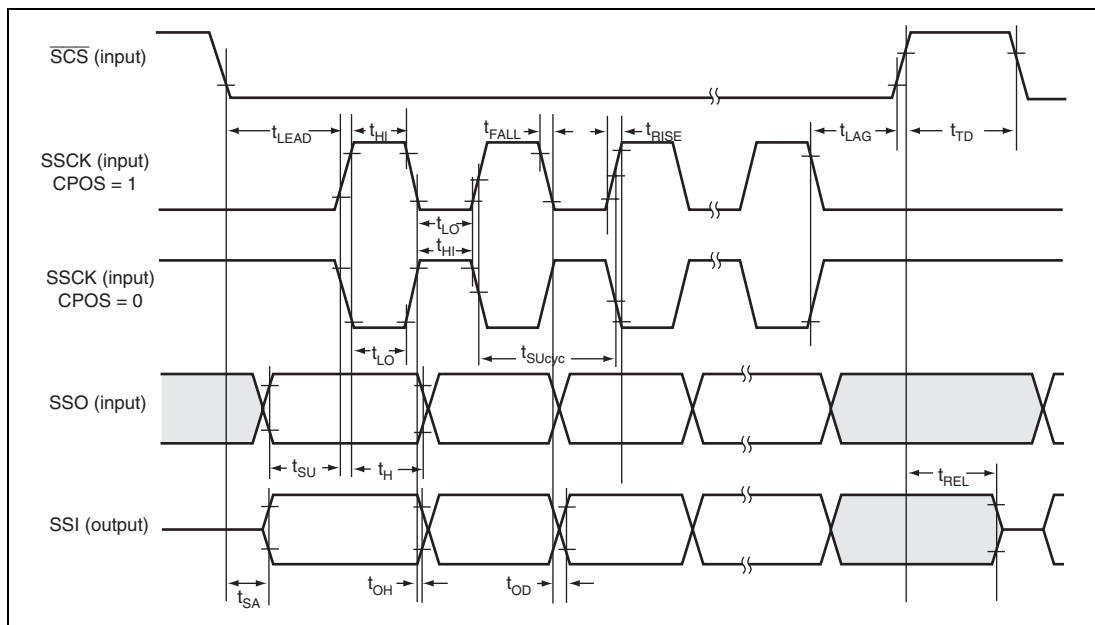 SCS (input)
tLEAD
tHI
tFALL
tRISE
tLAG
tTD
SSCK (input)
CPOS = 1
tLO
tHI
SSCK (input)
CPOS = 0
tLO
tSUcyc
SSO (input)
tSU
tH
tREL
SSI (output)
tSA
tOH
tOD